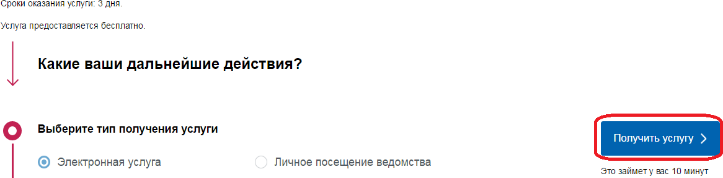 Сроки оказания услуги: 3 дня.
Услуга предоставляется бесплатно.
Какие ваши дальнейшие действия?
Выберите тип получения услуги
Получить услугу
Электронная услуга
Личное посещение ведомства
Это займет у вас 10 минут